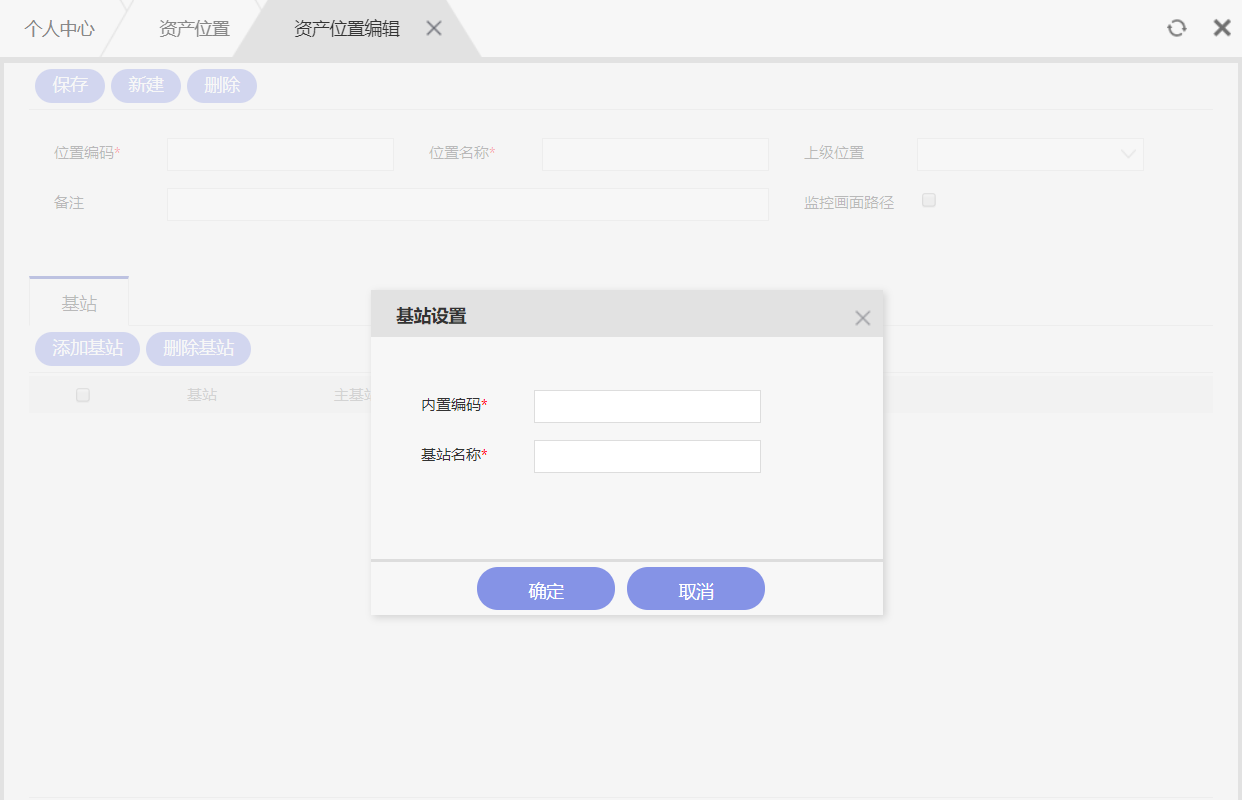 个人中心 资产位置 资产位置编辑
保存 新建 删除
位置编码* 位置名称* 上级位置
备注 监控画面路径
基站
添加基站 删除基站
基站 主基站
基站设置
内置编码*
基站名称*
确定 取消